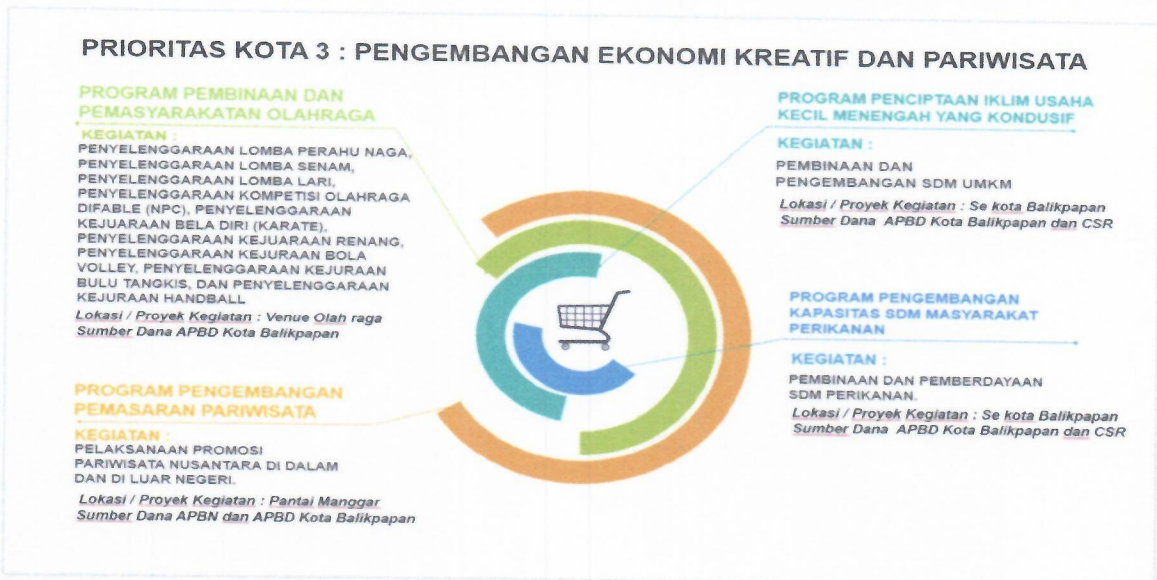 PRIORITAS KOTA 3 : PENGEMBANGAN EKONOMI KREATIF DAN PARIWISATA
PROGRAM PEMBINAAN DAN
PEMASYARAKATAN OLAHRAGA
KEGIATAN :
PENYELENGGARAAN LOMBA PERAHU NAGA,
PENYELENGGARAAN LOMBA SENAM,
PENYELENGGARAAN LOMBA LARI,
PENYELENGGARAAN KOMPETISI OLAHRAGA
DIFABLE (NPC), PENYELENGGARAAN
KEJUARAAN BELA DIRI (KARATE),
PENYELENGGARAAN KEJUARAAN RENANG,
PENYELENGGARAAN KEJURAAN BOLA
VOLLEY, PENYELENGGARAAN KEJURAAN
BULU TANGKIS, DAN PENYELENGGARAAN
KEJURAAN HANDBALL
Lokasi / Proyek Kegiatan : Venue Olah raga
Sumber Dana APBD Kota Balikpapan
PROGRAM PENGEMBANGAN
PEMASARAN PARIWISATA
KEGIATAN :
PELAKSANAAN PROMOSI
PARIWISATA NUSANTARA DI DALAM
DAN DI LUAR NEGERI.
Lokasi / Proyek Kegiatan : Pantai Manggar
Sumber Dana APBN dan APBD Kota Balikpapan
PROGRAM PENCIPTAAN IKLIM USAHA
KECIL MENENGAH YANG KONDUSIF
KEGIATAN :
PEMBINAAN DAN
PENGEMBANGAN SDM UMKM
Lokasi / Proyek Kegiatan : Se kota Balikpapan
Sumber Dana APBD Kota Balikpapan dan CSR
PROGRAM PENGEMBANGAN
KAPASITAS SDM MASYARAKAT
PERIKANAN
KEGIATAN :
PEMBINAAN DAN PEMBERDAYAAN
SDM PERIKANAN.
Lokasi / Proyek Kegiatan : Se kota Balikpapan
Sumber Dana APBD Kota Balikpapan dan CSR